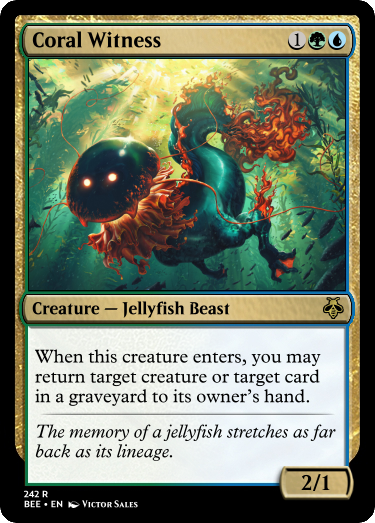 Coral Witness 1
Creature — Jellyfish Beast
When this creature enters, you may
return target creature or target card
in a graveyard to its owner's hand.
The memory of a jellyfish stretches as far
back as its lineage.
2/1
242 R
BEE • EN Victor Sales